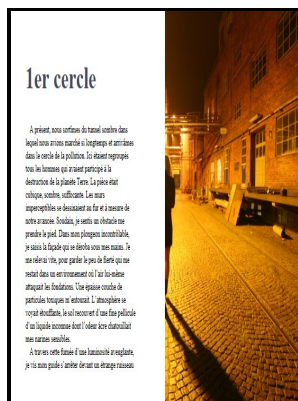 1er cercle
A présent, nous sortîmes du tunnel sombre dans
lequel nous avions marché si longtemps et arrivâmes
dans le cercle de la pollution. Ici étaient regroupés
tous les hommes qui avaient participé à la
destruction de la planète Terre. La pièce était
cubique, sombre, suffocante. Les murs
imperceptibles se dessinaient au fur et à mesure de
notre avancée. Soudain, je sentis un obstacle me
prendre le pied. Dans mon plongeon incontrôlable,
je saisis la façade qui se déroba sous mes mains. Je
me relevai vite, pour garder le peu de fierté qui me
restait dans un environnement où l'air lui-même
attaquait les fondations. Une épaisse couche de
particules toxiques m'entourait. L'atmosphère se
voyait étouffante, le sol recouvert d'une fine pellicule
d'un liquide inconnu dont l'odeur âcre chatouillait
mes narines sensibles.
A travers cette fumée d'une luminosité aveuglante,
je vis mon guide s'arrêter devant un étrange ruisseau